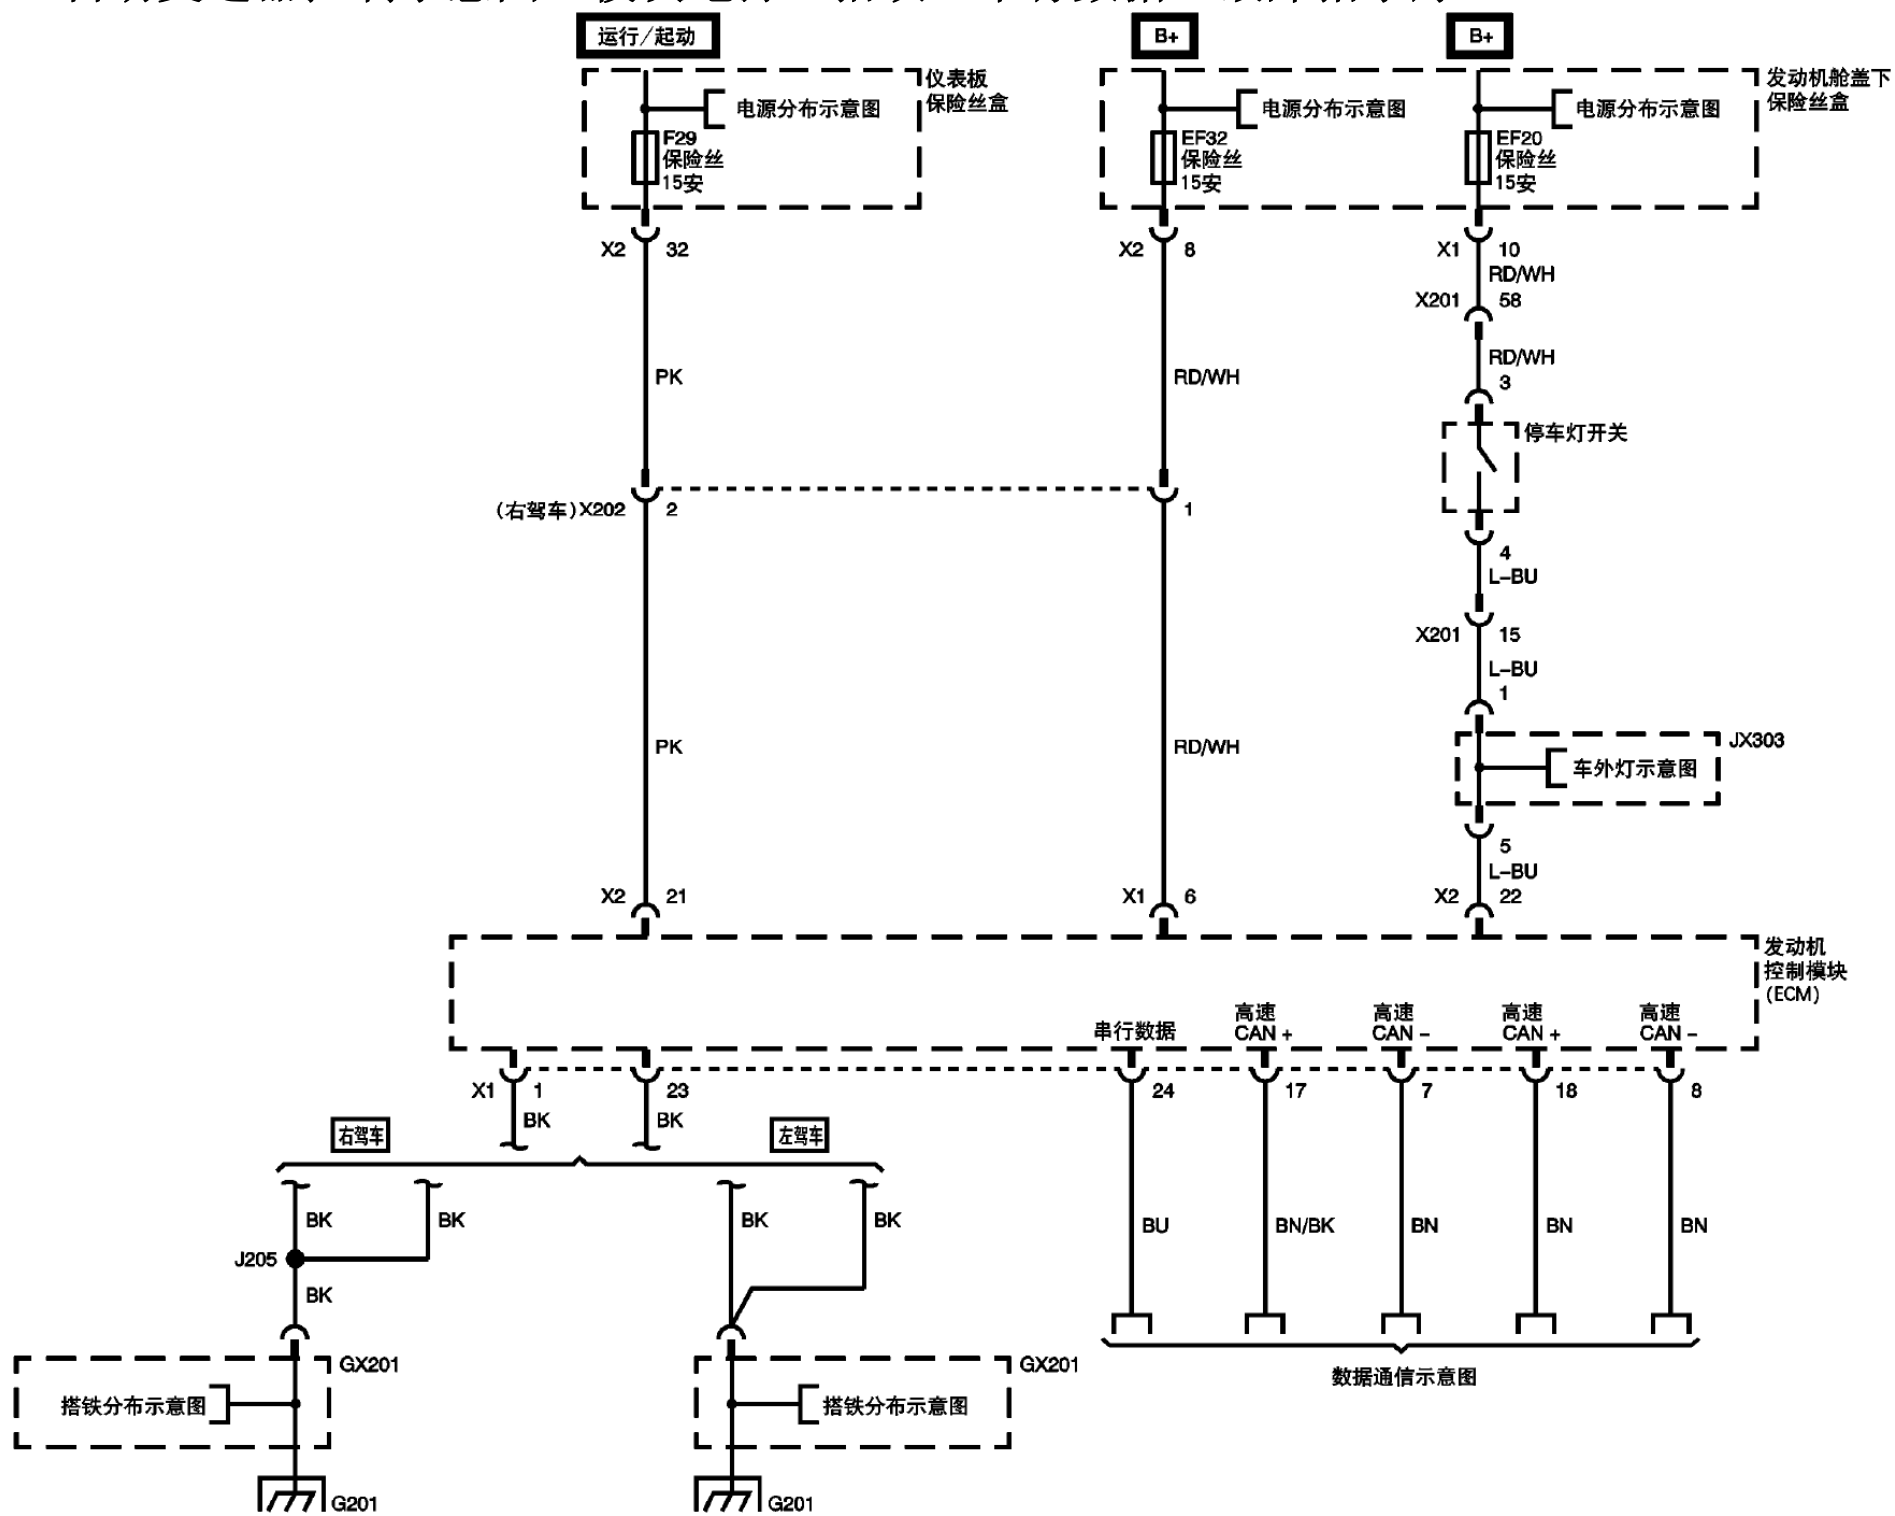 运行/起动
B+
B+
仪表板
保险丝盒
发动机舱盖下
保险丝盒
电源分布示意图
电源分布示意图
电源分布示意图
F29
保险丝
15安
EF32
保险丝
15安
EF20
保险丝
15安
X2 32
X2 8
X1 10
RD/WH
X201 58
RD/WH
3
PK
RD/WH
停车灯开关
(右驾车)X202 2
1
4
L-BU
X201 15
L-BU
1
PK
RD/WH
JX303
车外灯示意图
5
L-BU
X2 21
X1 6
X2 22
发动机
控制模块
(ECM)
串行数据
高速
CAN +
高速
CAN -
高速
CAN +
高速
CAN -
X1 1
23
24
17
7
18
8
BK
BK
右驾车
左驾车
BK
BK
BK
BK
BU
BN/BK
BN
BN
BN
J205
BK
GX201
GX201
搭铁分布示意图
搭铁分布示意图
数据通信示意图
G201
G201